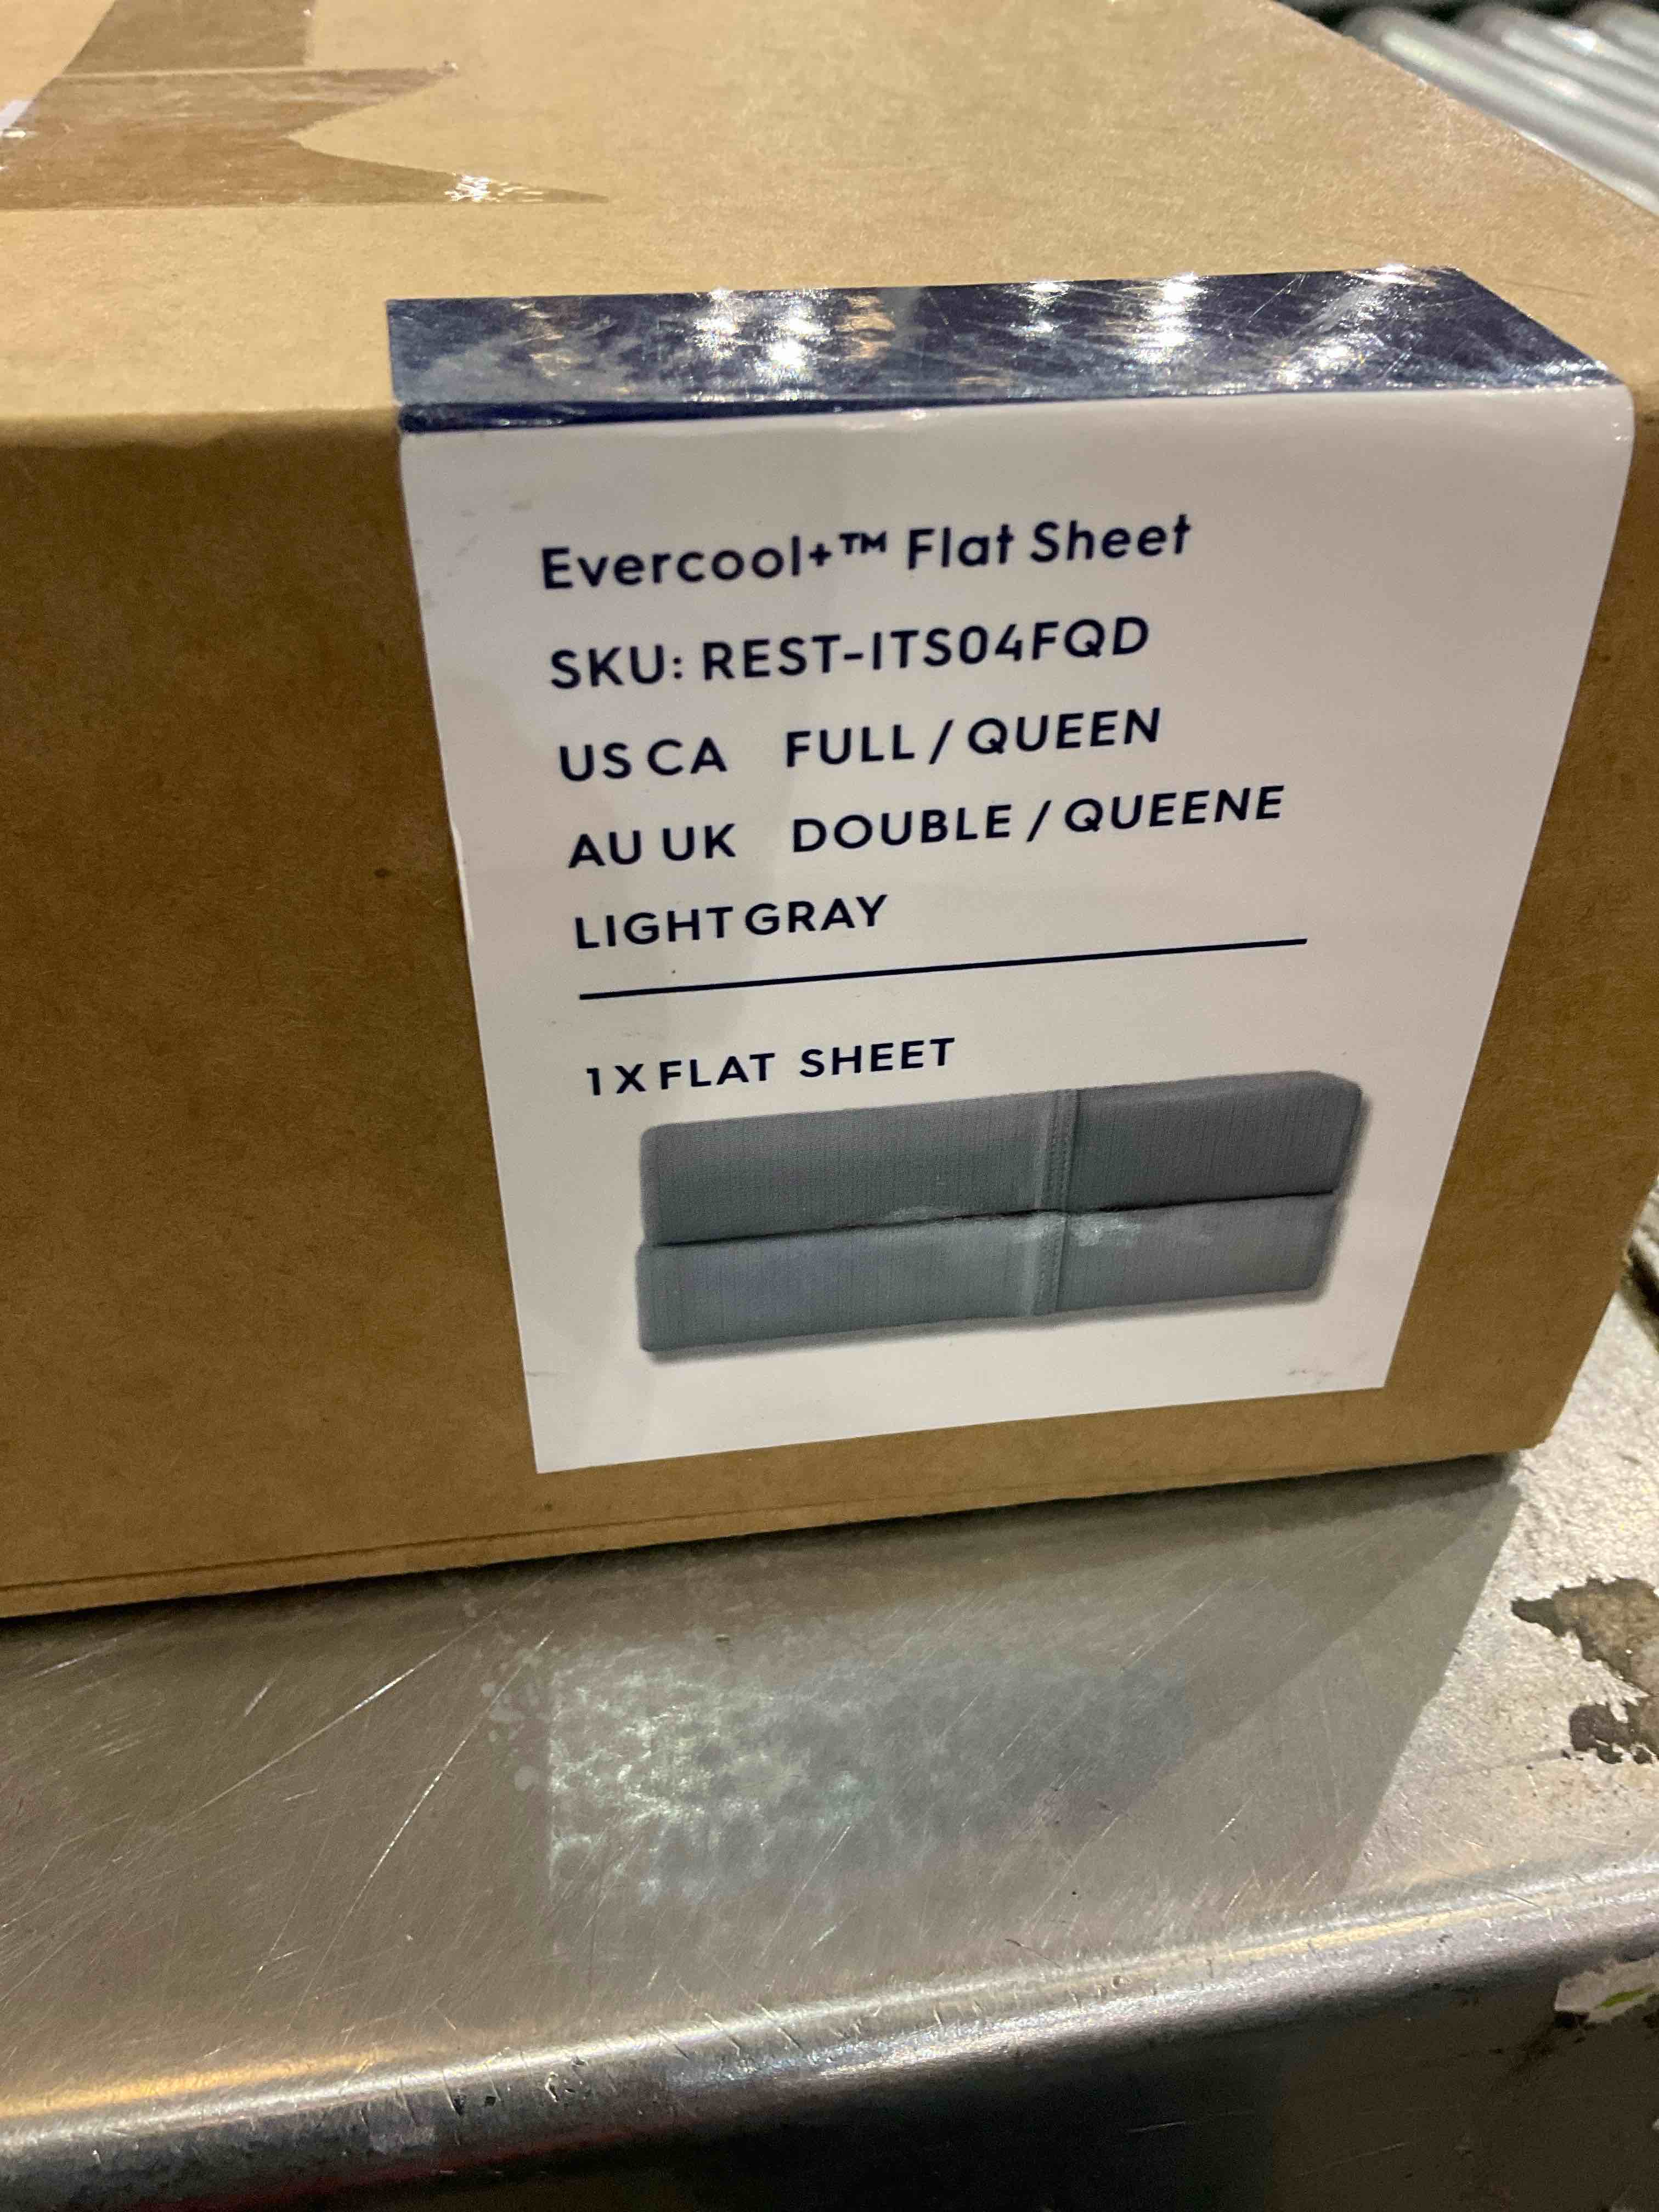 Evercool+™ Flat Sheet
SKU: REST-ITS04FQD
US CA FULL / QUEEN
AU UK DOUBLE / QUEENE
LIGHT GRAY
1 X FLAT SHEET